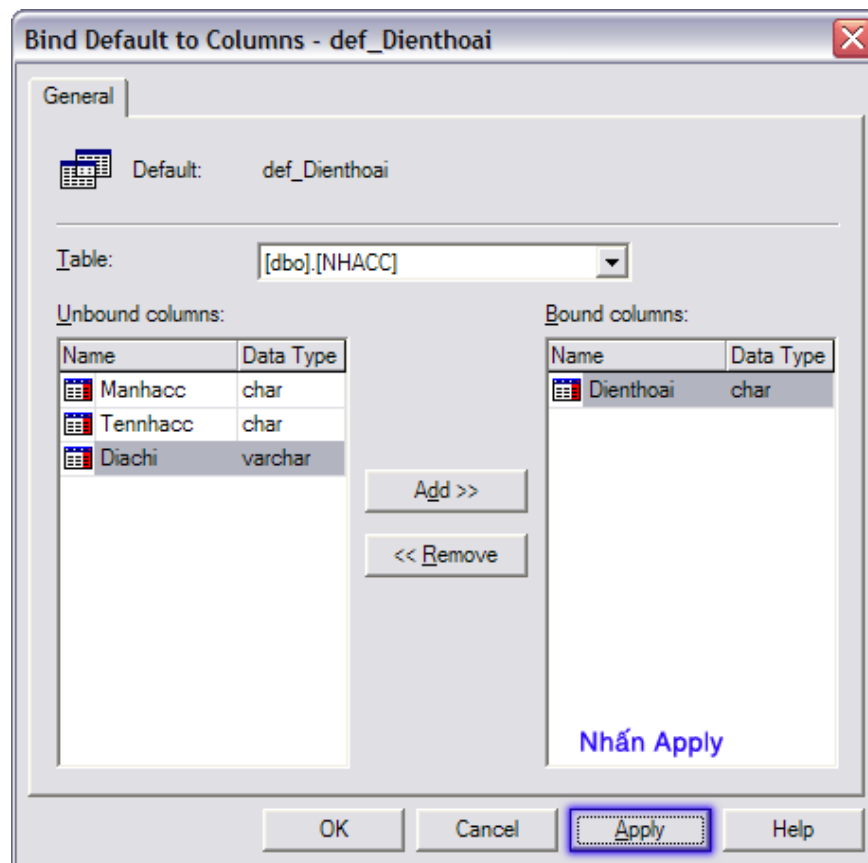 Bind Default to Columns - def_Dienthoai
General
Default: def_Dienthoai
Table: [dbo].[NHACC]
Unbound columns: Bound columns:
Name Data Type Name Data Type
Manhacc char Dienthoai char
Tennhacc char
Diachi varchar
Add >>
<< Remove
Nhấn Apply
OK Cancel Apply Help